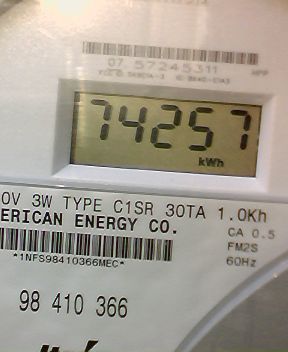 07 57245311
74257
kWh
0V 3W TYPE C1SR 30TA 1.0Kh
ERICAN ENERGY CO.
CA 0.5
FM2S
60Hz
*1NFS98410366MEC*
98 410 366